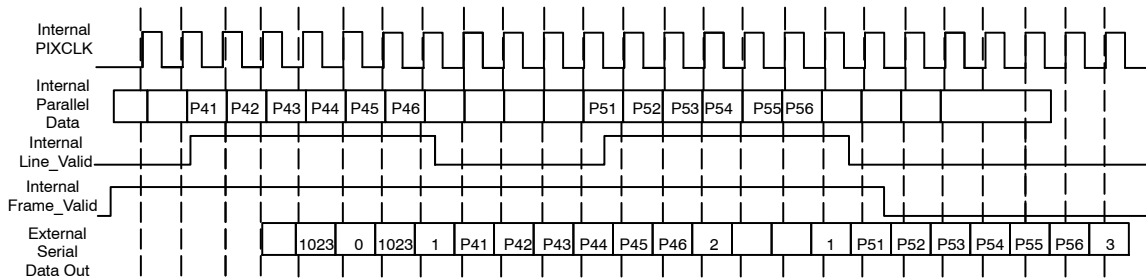 Internal
PIXCLK
Internal
Parallel
Data
P41 P42 P43 P44 P45 P46 P51 P52 P53 P54 P55 P56
Internal
Line_Valid
Internal
Frame_Valid
External
Serial
Data Out
1023 0 1023 1 P41 P42 P43 P44 P45 P46 2 1 P51 P52 P53 P54 P55 P56 3